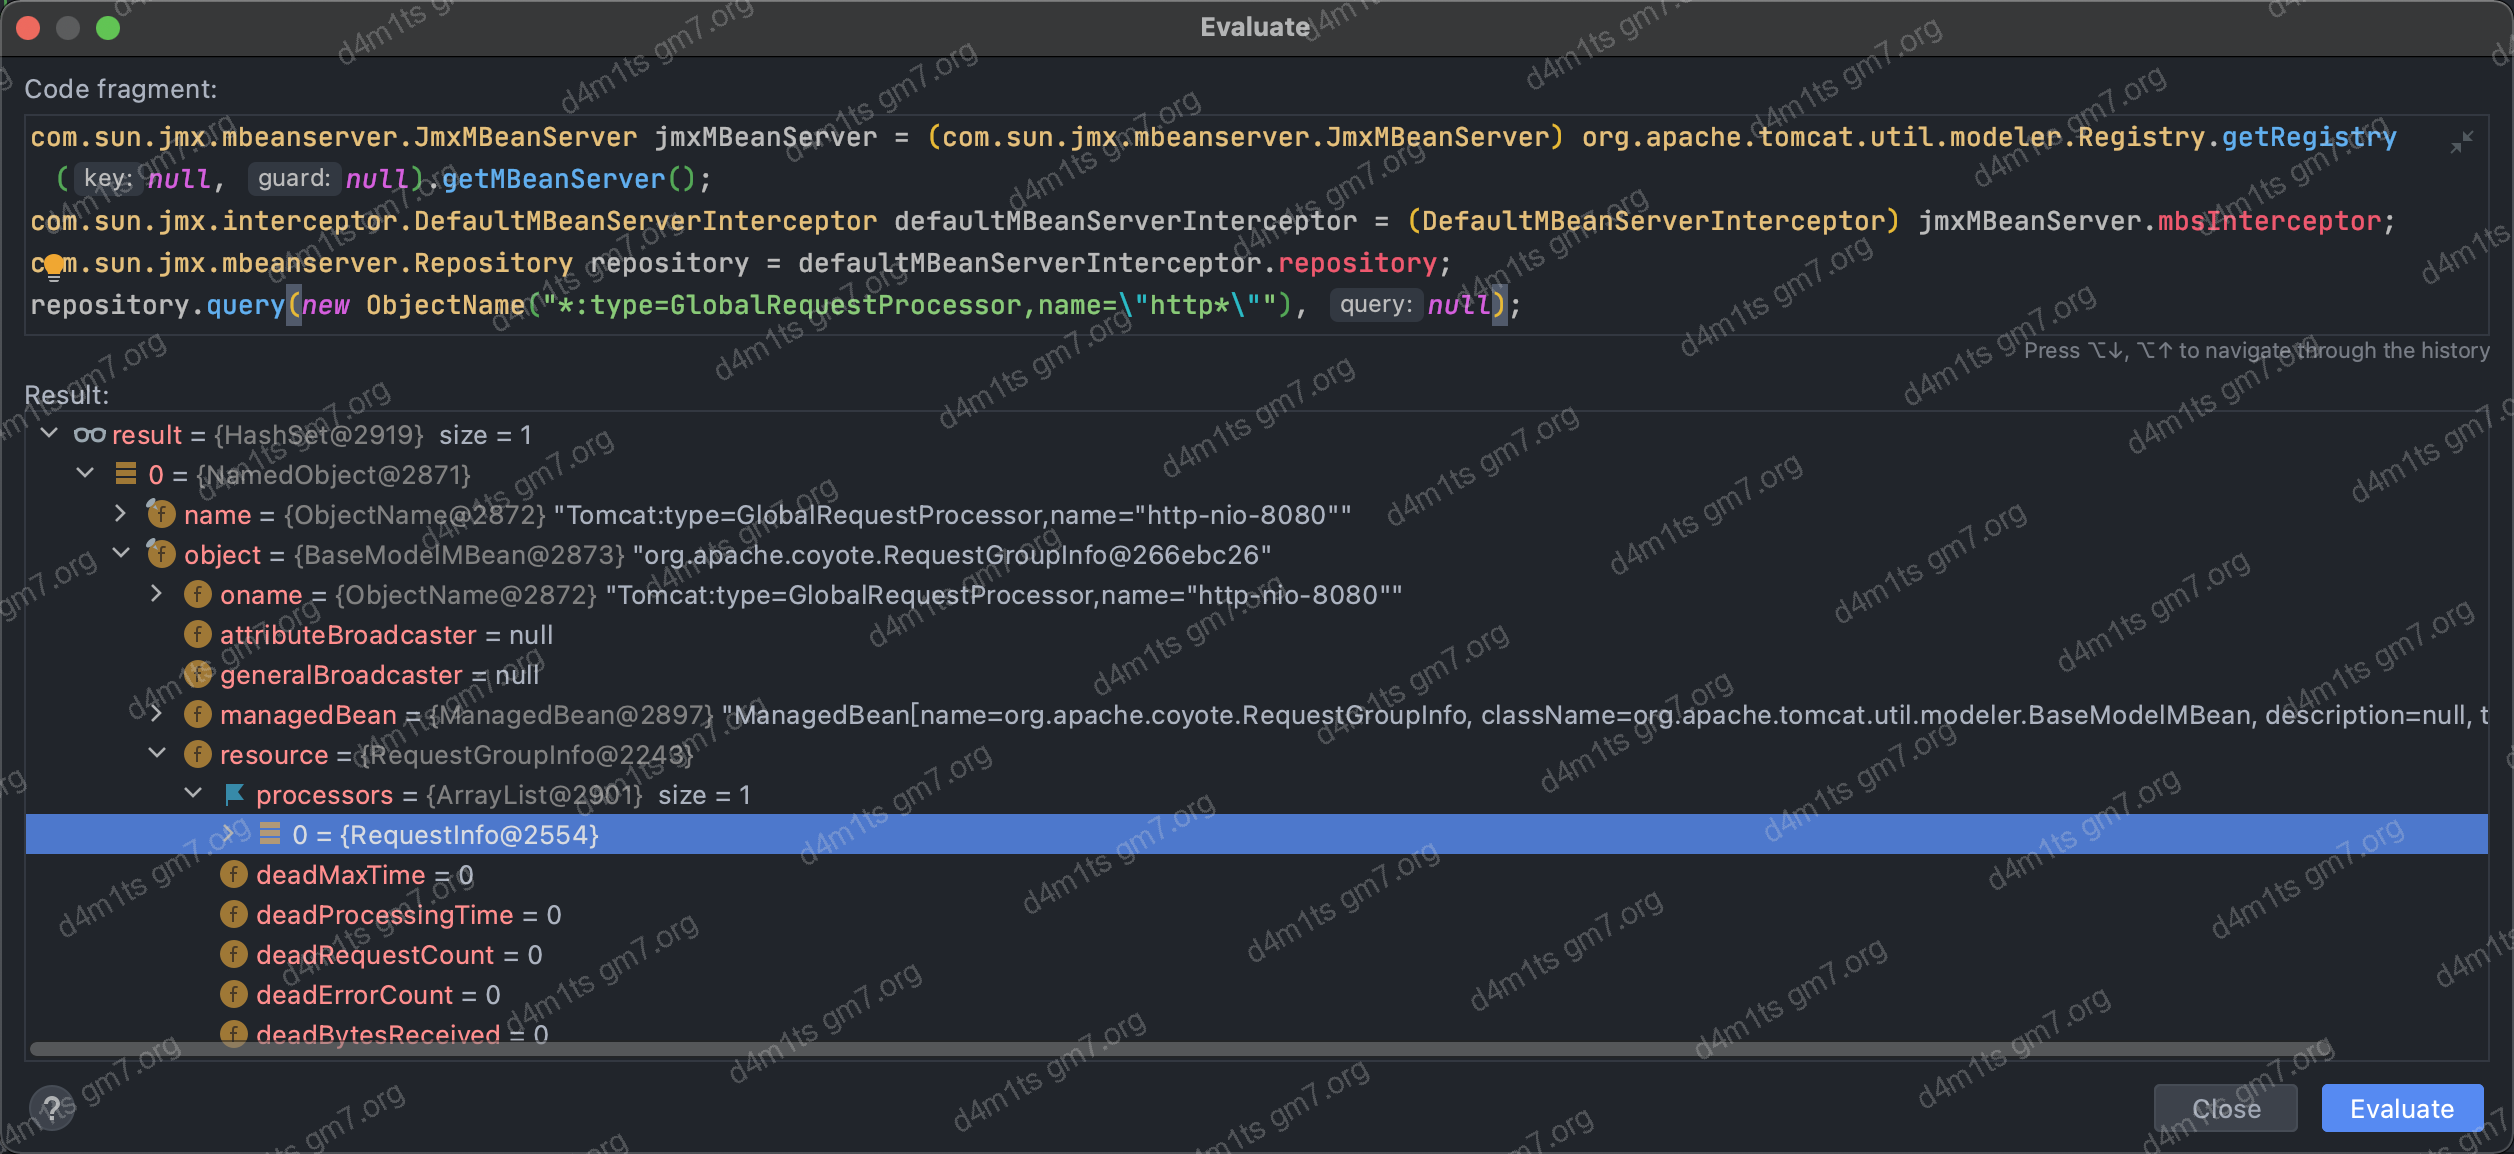 Evaluate
Code fragment:
com.sun.jmx.mbeanserver.JmxMBeanServer jmxMBeanServer = (com.sun.jmx.mbeanserver.JmxMBeanServer) org.apache.tomcat.util.modeler.Registry.getRegistry
( key: null, guard: null).getMBeanServer();
com.sun.jmx.interceptor.DefaultMBeanServerInterceptor defaultMBeanServerInterceptor = (DefaultMBeanServerInterceptor) jmxMBeanServer.mbsInterceptor;
com.sun.jmx.mbeanserver.Repository repository = defaultMBeanServerInterceptor.repository;
repository.query(new ObjectName("*:type=GlobalRequestProcessor,name=\"http*\""), query: null);
Press ⌥↓, ⌥↑ to navigate through the history
Result:
result = {HashSet@2919} size = 1
0 = {NamedObject@2871}
name = {ObjectName@2872} "Tomcat:type=GlobalRequestProcessor,name="http-nio-8080""
object = {BaseModelMBean@2873} "org.apache.coyote.RequestGroupInfo@266ebc26"
oname = {ObjectName@2872} "Tomcat:type=GlobalRequestProcessor,name="http-nio-8080""
attributeBroadcaster = null
generalBroadcaster = null
managedBean = {ManagedBean@2897} "ManagedBean[name=org.apache.coyote.RequestGroupInfo, className=org.apache.tomcat.util.modeler.BaseModelMBean, description=null, t
resource = {RequestGroupInfo@2243}
processors = {ArrayList@2901} size = 1
0 = {RequestInfo@2554}
deadMaxTime = 0
deadProcessingTime = 0
deadRequestCount = 0
deadErrorCount = 0
deadBytesReceived = 0
? Close Evaluate
d4m1ts gm7.org